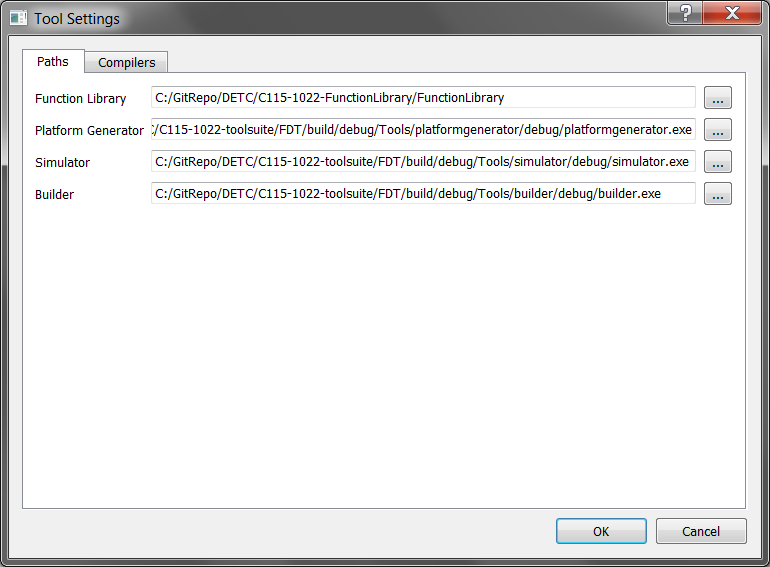 Tool Settings
?
Paths
Compilers
Function Library
C:/GitRepo/DETC/C115-1022-FunctionLibrary/FunctionLibrary
...
Platform Generator
/C115-1022-toolsuite/FDT/build/debug/Tools/platformgenerator/debug/platformgenerator.exe
...
Simulator
C:/GitRepo/DETC/C115-1022-toolsuite/FDT/build/debug/Tools/simulator/debug/simulator.exe
...
Builder
C:/GitRepo/DETC/C115-1022-toolsuite/FDT/build/debug/Tools/builder/debug/builder.exe
...
OK
Cancel